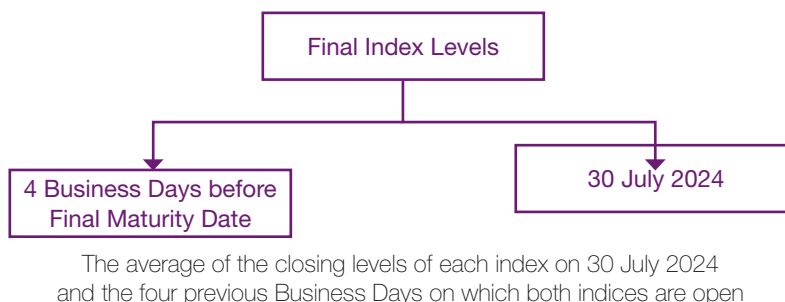 Final Index Levels
4 Business Days before
Final Maturity Date
30 July 2024
The average of the closing levels of each index on 30 July 2024
and the four previous Business Days on which both indices are open